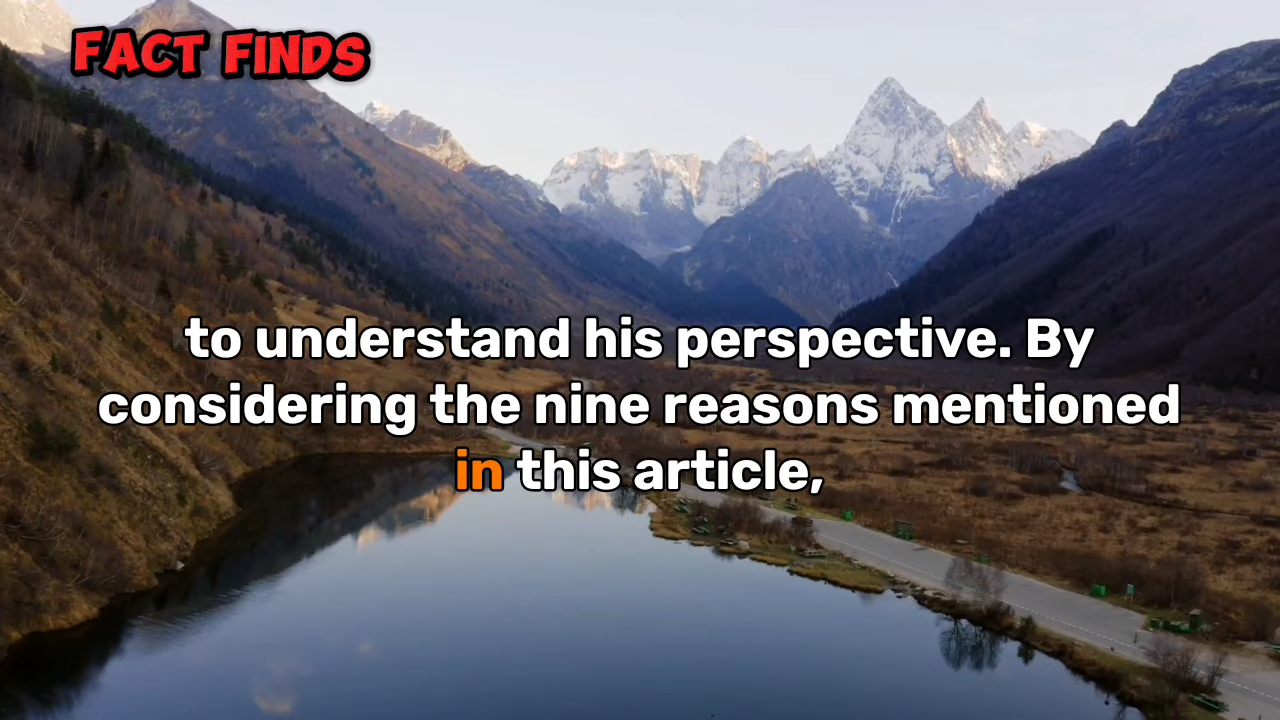 FACT FINDS
to understand his perspective. By
considering the nine reasons mentioned
in this article,